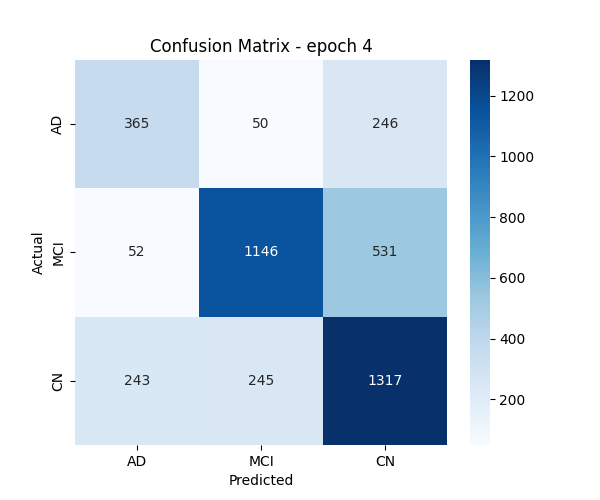 Confusion Matrix - epoch 4
Actual
AD
365
50
246
MCI
52
1146
531
CN
243
245
1317
AD
MCI
CN
Predicted
1200
1000
800
600
400
200